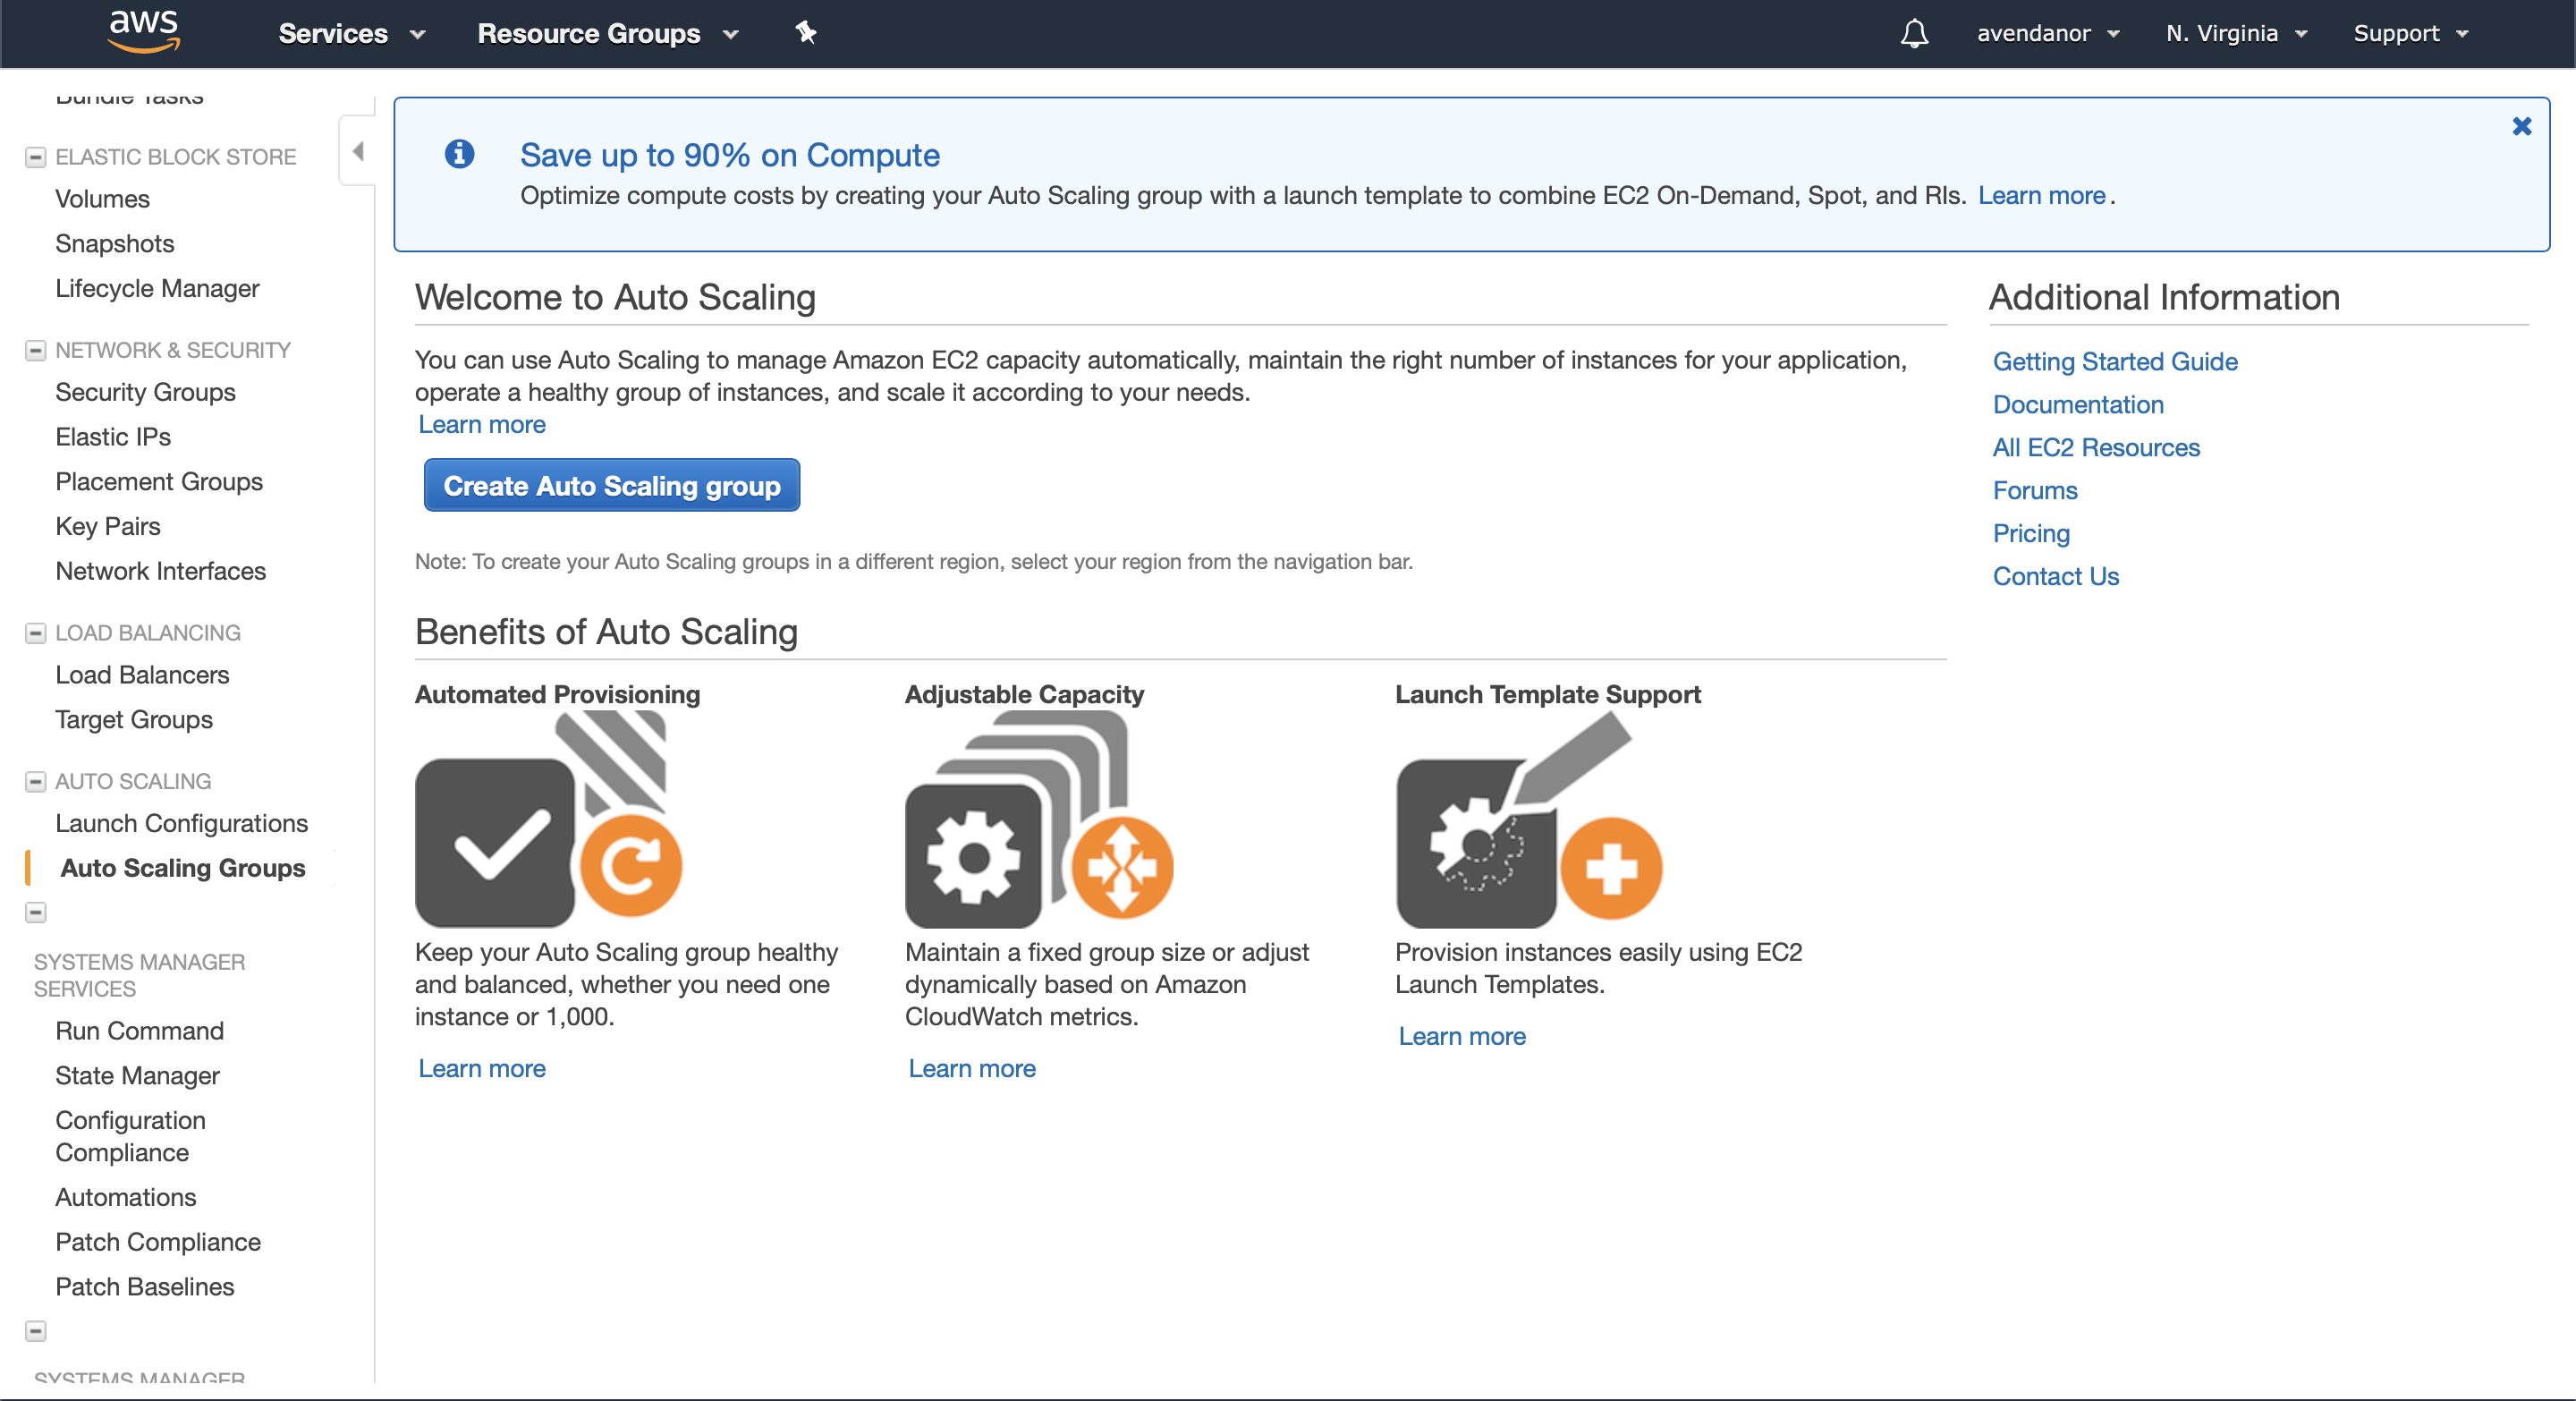 aws
Services
Resource Groups
avendanor
N. Virginia
Support
Bundle Tasks
ELASTIC BLOCK STORE
Volumes
Snapshots
Lifecycle Manager
NETWORK & SECURITY
Security Groups
Elastic IPs
Placement Groups
Key Pairs
Network Interfaces
LOAD BALANCING
Load Balancers
Target Groups
AUTO SCALING
Launch Configurations
Auto Scaling Groups
SYSTEMS MANAGER
SERVICES
Run Command
State Manager
Configuration
Compliance
Automations
Patch Compliance
Patch Baselines
SYSTEMS MANAGER
Save up to 90% on Compute
Optimize compute costs by creating your Auto Scaling group with a launch template to combine EC2 On-Demand, Spot, and RIs. Learn more.
Welcome to Auto Scaling
You can use Auto Scaling to manage Amazon EC2 capacity automatically, maintain the right number of instances for your application,
operate a healthy group of instances, and scale it according to your needs.
Learn more
Create Auto Scaling group
Note: To create your Auto Scaling groups in a different region, select your region from the navigation bar.
Benefits of Auto Scaling
Automated Provisioning
Keep your Auto Scaling group healthy
and balanced, whether you need one
instance or 1,000.
Learn more
Adjustable Capacity
Maintain a fixed group size or adjust
dynamically based on Amazon
CloudWatch metrics.
Learn more
Launch Template Support
Provision instances easily using EC2
Launch Templates.
Learn more
Additional Information
Getting Started Guide
Documentation
All EC2 Resources
Forums
Pricing
Contact Us